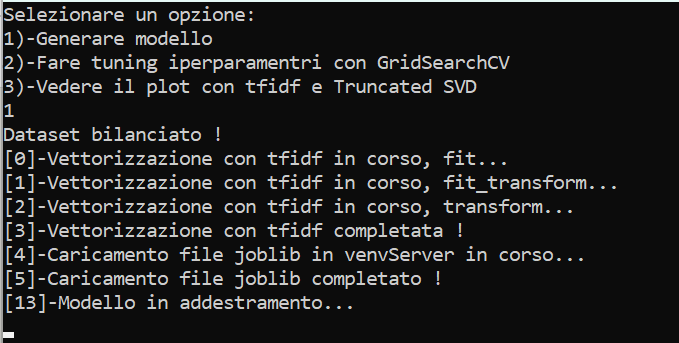 Selezionare un opzione:
1)-Generare modello
2)-Fare tuning iperparamentri con GridSearchCV
3)-Vedere il plot con tfidf e Truncated SVD
1
Dataset bilanciato !
[0]-Vettorizzazione con tfidf in corso, fit...
[1]-Vettorizzazione con tfidf in corso, fit_transform...
[2]-Vettorizzazione con tfidf in corso, transform...
[3]-Vettorizzazione con tfidf completata !
[4]-Caricamento file joblib in venvServer in corso...
[5]-Caricamento file joblib completato !
[13]-Modello in addestramento...